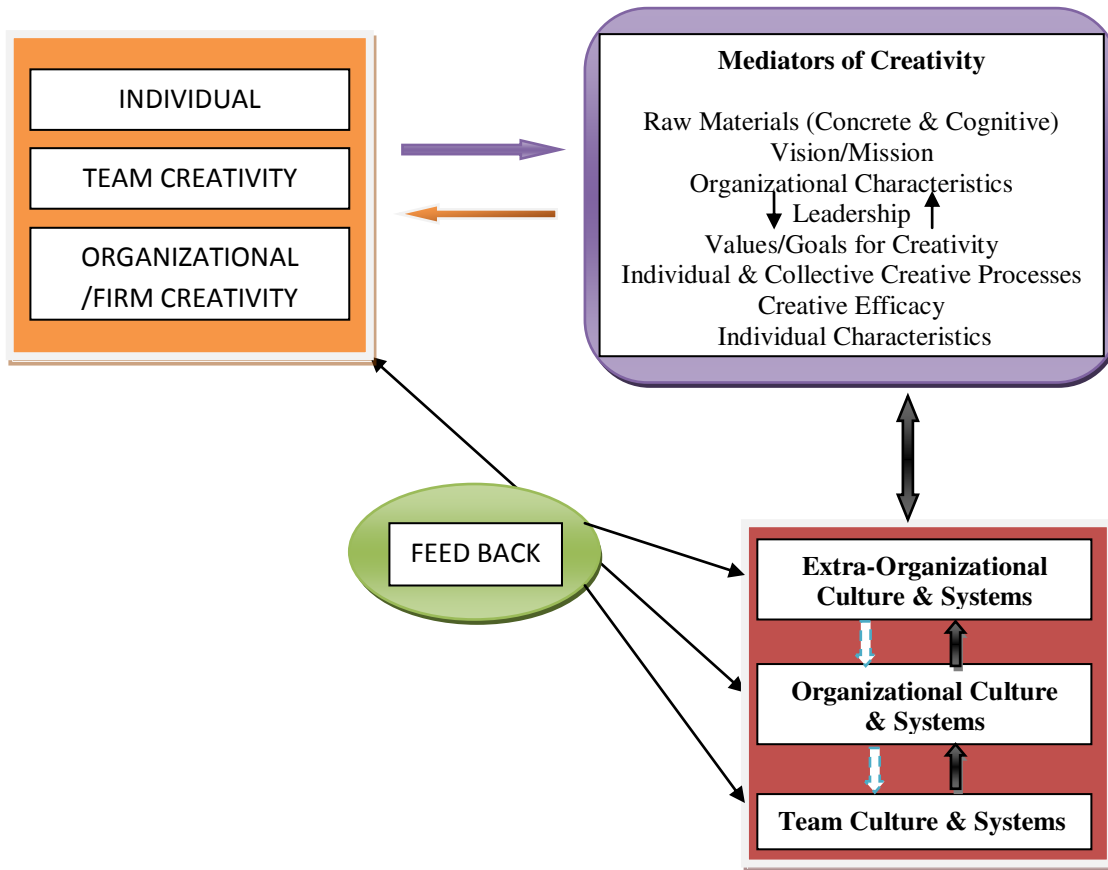 INDIVIDUAL
TEAM CREATIVITY
ORGANIZATIONAL
/FIRM CREATIVITY
Mediators of Creativity
Raw Materials (Concrete & Cognitive)
Vision/Mission
Organizational Characteristics
Leadership
Values/Goals for Creativity
Individual & Collective Creative Processes
Creative Efficacy
Individual Characteristics
FEED BACK
Extra-Organizational
Culture & Systems
Organizational Culture
& Systems
Team Culture & Systems